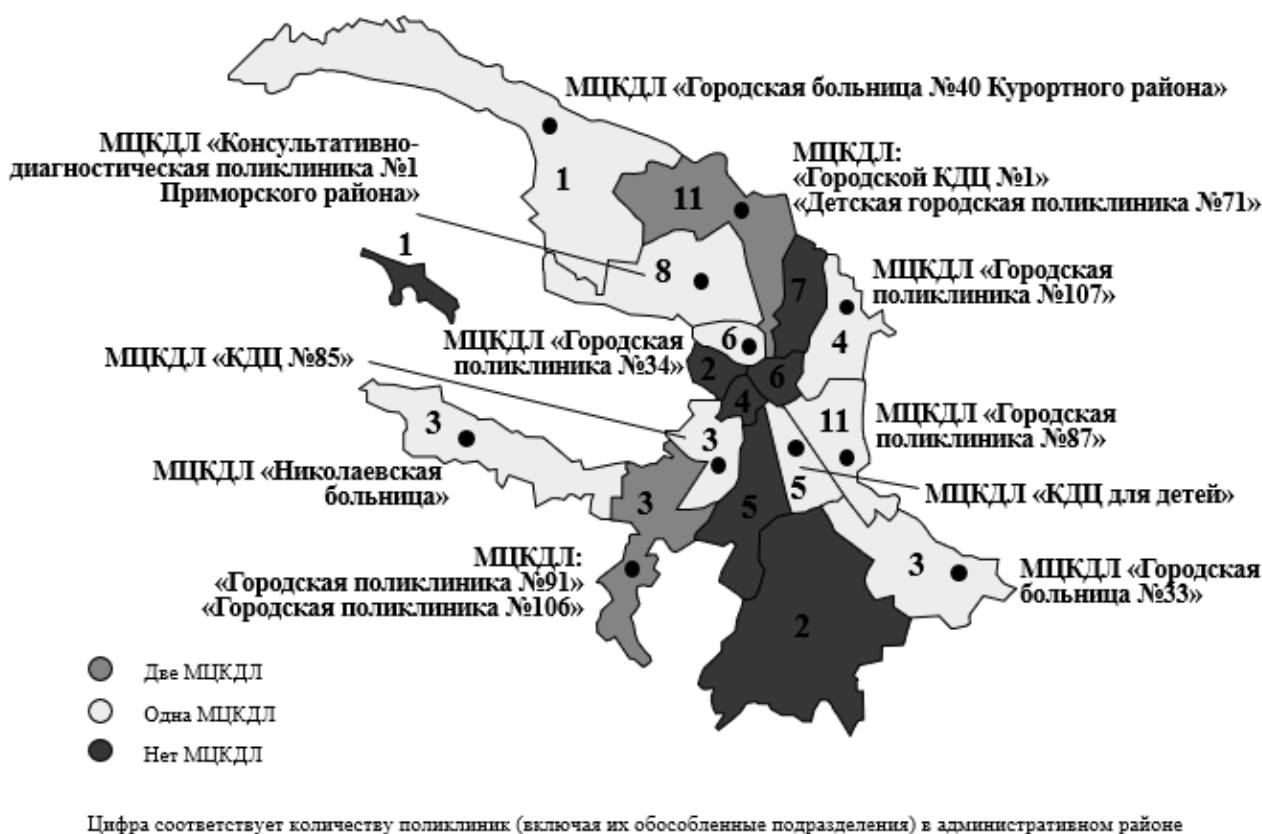 МЦКДЛ «Городская больница №40 Курортного района»
МЦКДЛ «Консультативно-
диагностическая поликлиника №1
Приморского района»
МЦКДЛ:
«Городской КДЦ №1»
«Детская городская поликлиника №71»
1
11
1
8
7
МЦКДЛ «Городская
поликлиника №107»
4
МЦКДЛ «Городская
поликлиника №34»
6
2
6
4
МЦКДЛ «КДЦ №85»
3
3
11
МЦКДЛ «Городская
поликлиника №87»
МЦКДЛ «Николаевская
больница»
5
МЦКДЛ «КДЦ для детей»
3
5
МЦКДЛ:
«Городская поликлиника №91»
«Городская поликлиника №106»
3
МЦКДЛ «Городская
больница №33»
2
Две МЦКДЛ
Одна МЦКДЛ
Нет МЦКДЛ
Цифра соответствует количеству поликлиник (включая их обособленные подразделения) в административном районе